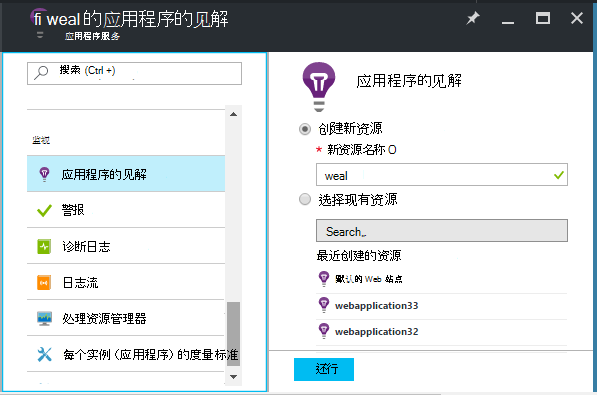 fi weal 的应用程序的见解
应用程序服务
搜索 (Ctrl +)
监视
应用程序的见解
警报
诊断日志
日志流
处理资源管理器
每个实例 (应用程序) 的度量标准
应用程序的见解
创建新资源
* 新资源名称 O
weal
选择现有资源
Search,.
最近创建的资源
默认的 Web 站点
webapplication33
webapplication32
还行